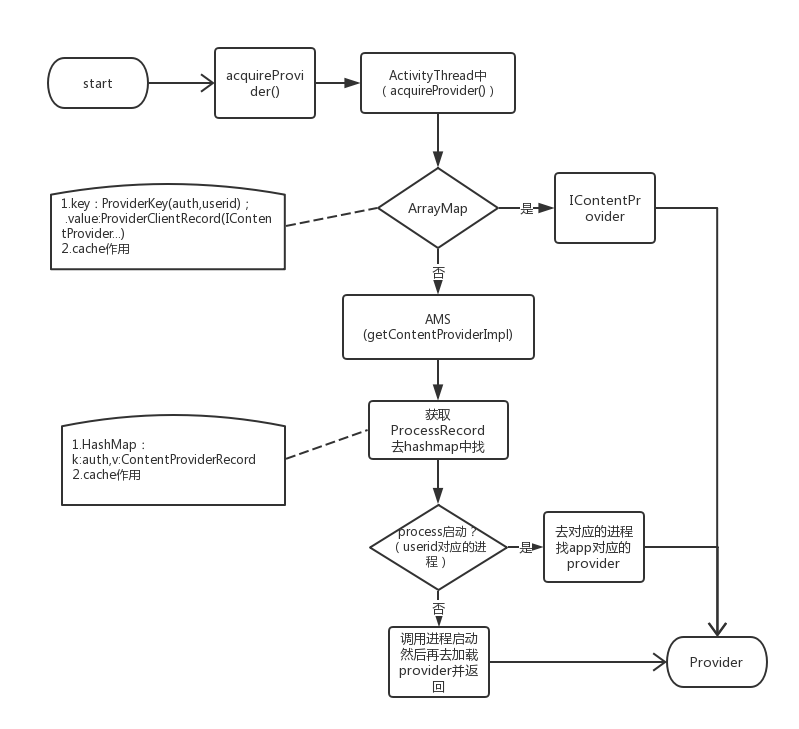 start
acquireProvi
der()
ActivityThread中
（ acquireProvider() ）
1.key：ProviderKey(auth,userid)；
.value:ProviderClientRecord(IConten
tProvider...)
2.cache作用
ArrayMap
是
IContentPr
ovider
否
AMS
(getContentProviderImpl)
获取
ProcessRecord
去hashmap中找
1.HashMap：
k:auth,v:ContentProviderRecord
2.cache作用
process启动？
（ userid对应的进
程 ）
是
去对应的进程
找app对应的
provider
否
调用进程启动
然后再去加载
provider并返
回
Provider